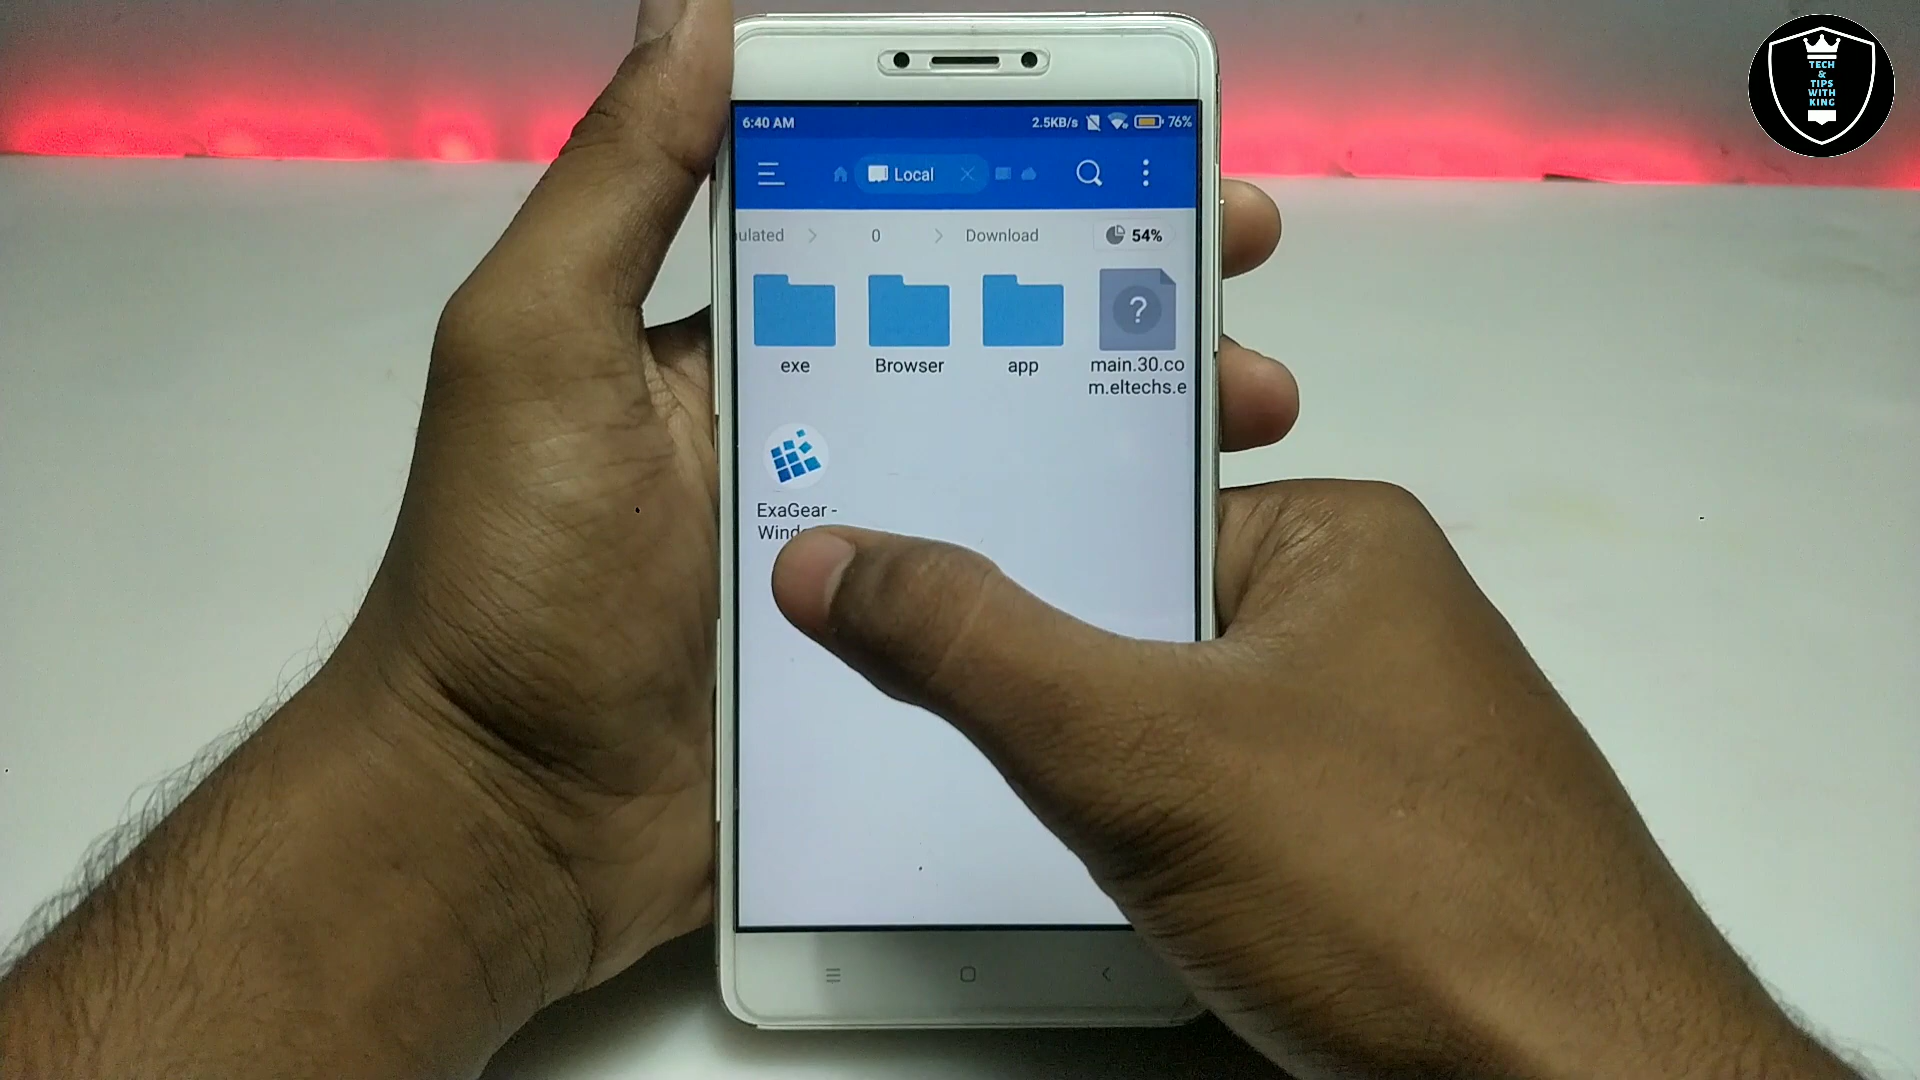 TECH
&
TIPS
WITH
KING
6:40 AM 2.5KB/s 76%
Local
ulated > 0 > Download 54%
exe
Browser
app
main.30.co
m.eltechs.e
ExaGear -